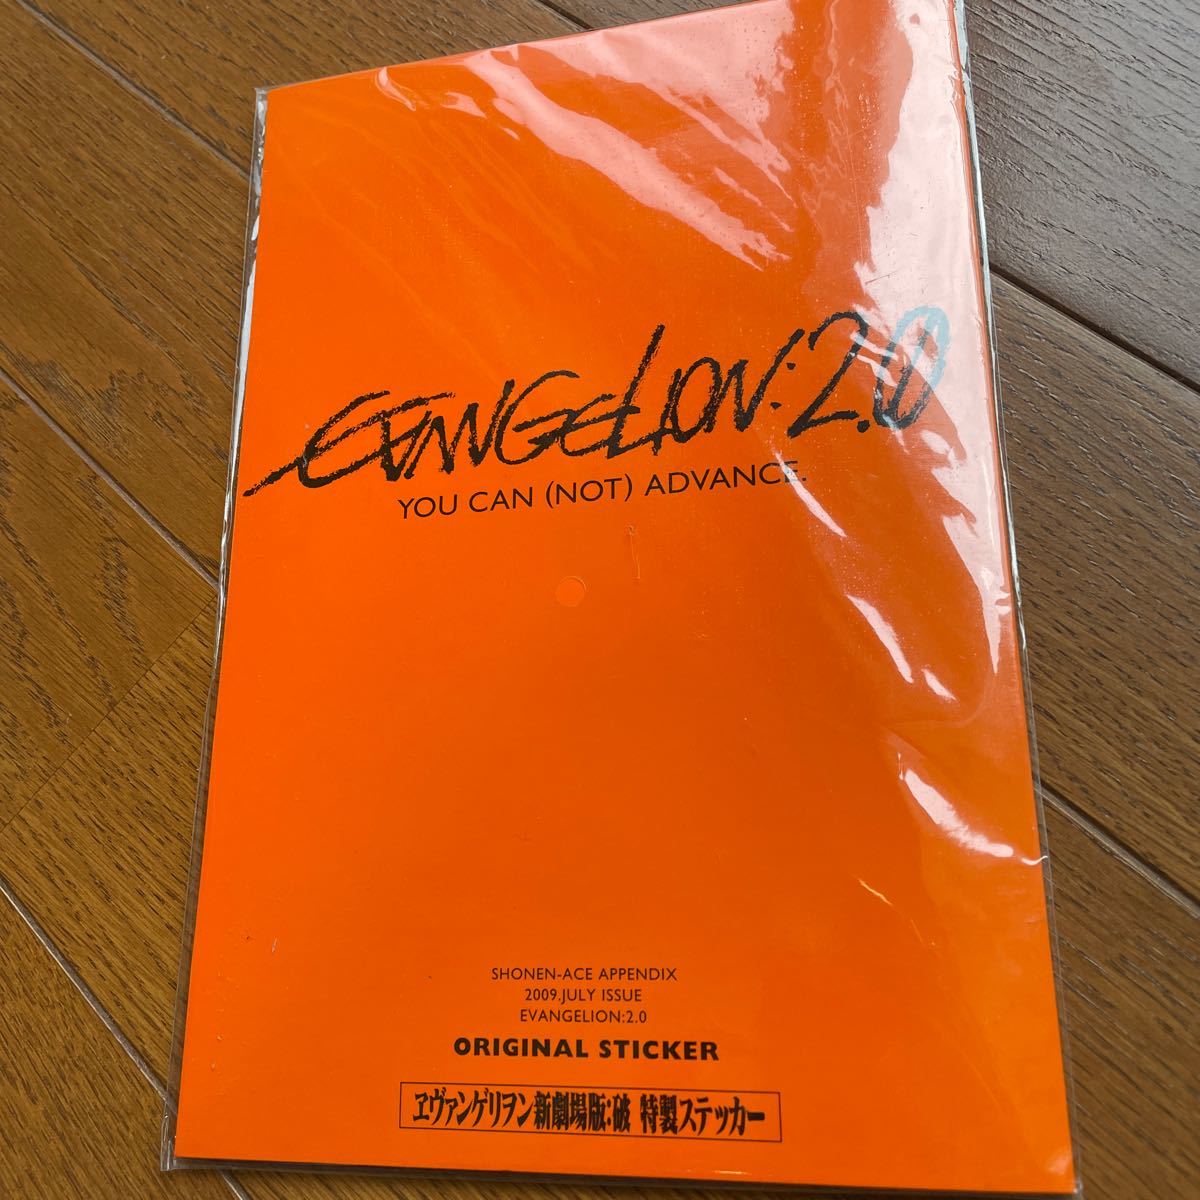 EVANGELION:2.0
YOU CAN (NOT) ADVANCE.
SHONEN-ACE APPENDIX
2009.JULY ISSUE
EVANGELION:2.0
ORIGINAL STICKER
ヱヴァンゲリヲン新劇場版:破 特製ステッカー